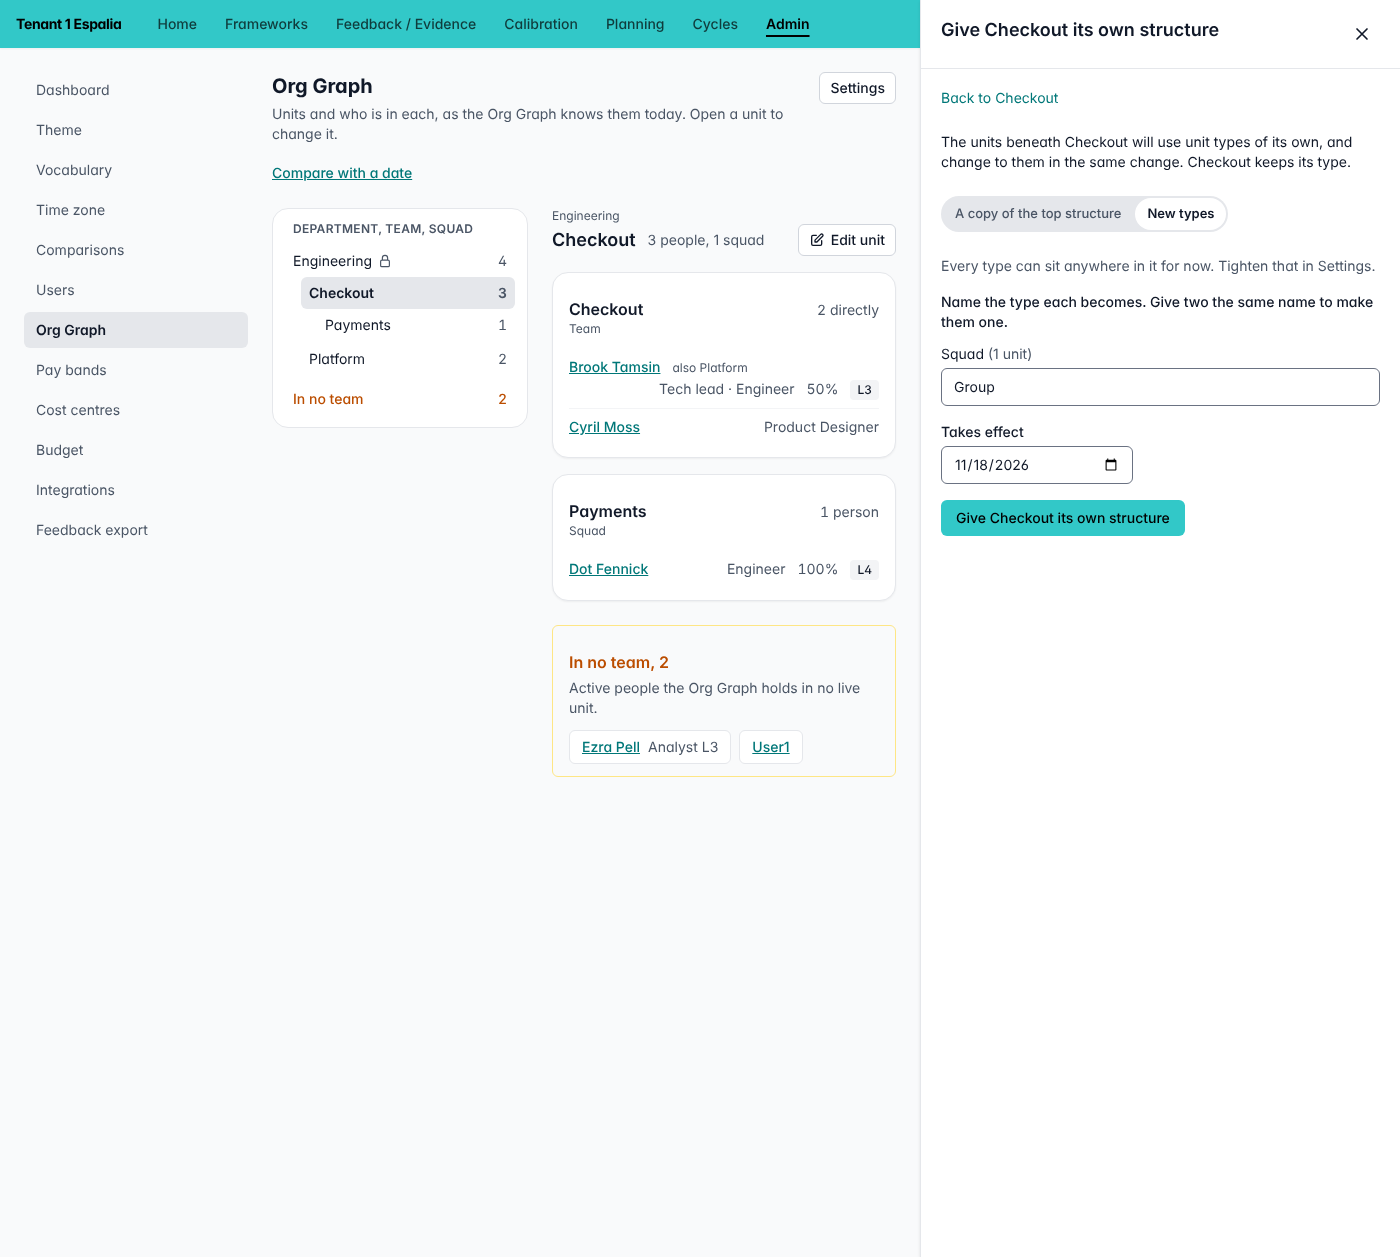 Tenant 1 Espalia
Home
Frameworks
Feedback / Evidence
Calibration
Planning
Cycles
Admin
Dashboard
Theme
Vocabulary
Time zone
Comparisons
Users
Org Graph
Pay bands
Cost centres
Budget
Integrations
Feedback export
Org Graph
Settings
Units and who is in each, as the Org Graph knows them today. Open a unit to
change it.
Compare with a date
DEPARTMENT, TEAM, SQUAD
Engineering 4
Checkout 3
Payments 1
Platform 2
In no team 2
Engineering
Checkout 3 people, 1 squad
Edit unit
Checkout 2 directly
Team
Brook Tamsin also Platform
Tech lead · Engineer 50% L3
Cyril Moss Product Designer
Payments 1 person
Squad
Dot Fennick Engineer 100% L4
In no team, 2
Active people the Org Graph holds in no live
unit.
Ezra Pell Analyst L3
User1
Give Checkout its own structure
Back to Checkout
The units beneath Checkout will use unit types of its own, and
change to them in the same change. Checkout keeps its type.
A copy of the top structure
New types
Every type can sit anywhere in it for now. Tighten that in Settings.
Name the type each becomes. Give two the same name to make
them one.
Squad (1 unit)
Group
Takes effect
11/18/2026
Give Checkout its own structure